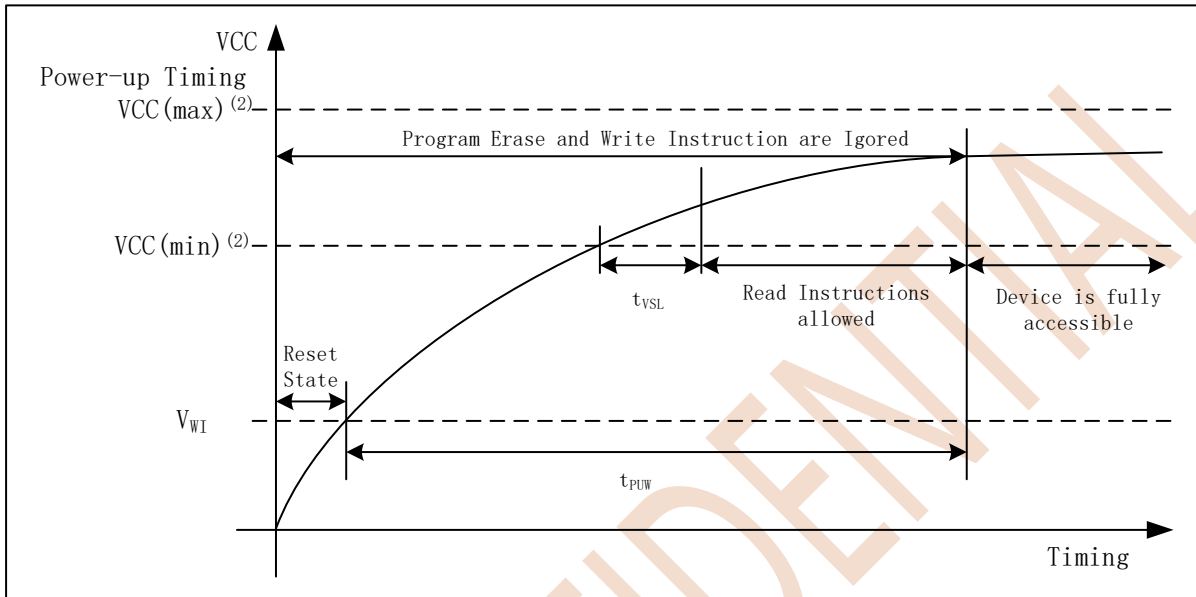 VCC
Power-up Timing
VCC(max)(2)
Program Erase and Write Instruction are Igored
VCC(min)(2)
tVSL
Read Instructions
allowed
Device is fully
accessible
Reset
State
VWI
tPUW
Timing